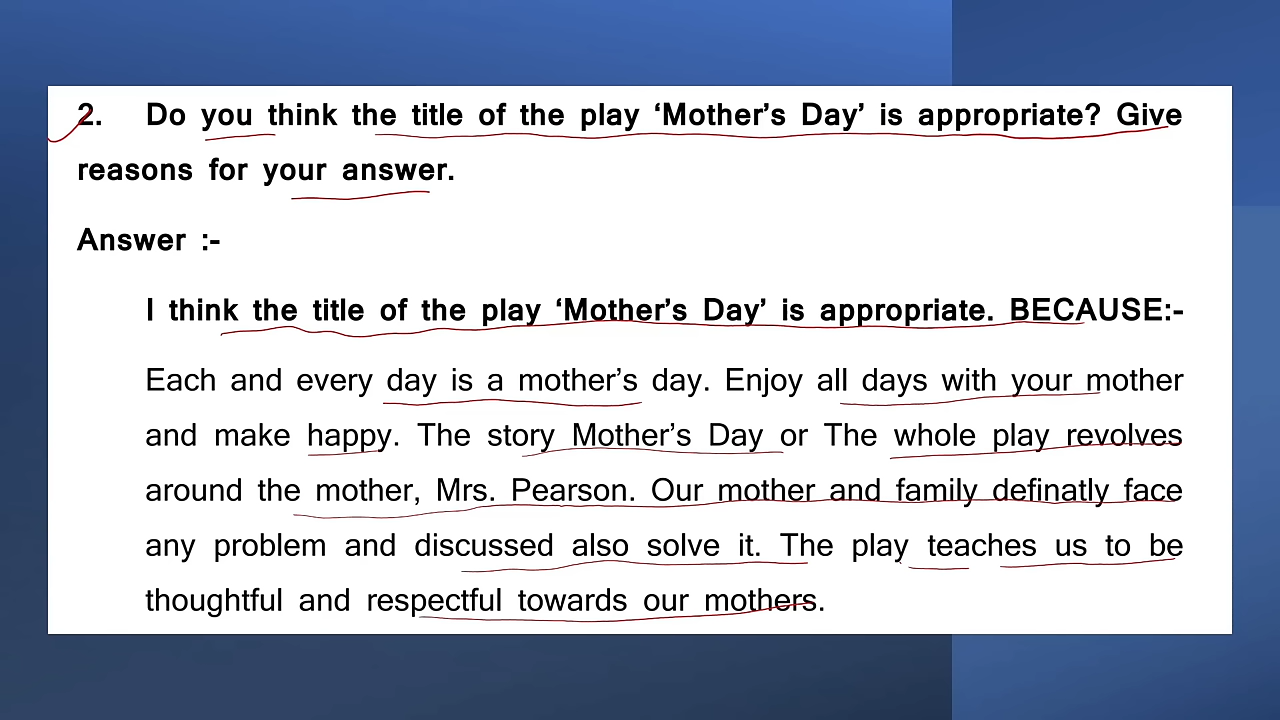 2. Do you think the title of the play ‘Mother’s Day’ is appropriate? Give
reasons for your answer.
Answer :-
I think the title of the play ‘Mother’s Day’ is appropriate. BECAUSE:-
Each and every day is a mother’s day. Enjoy all days with your mother
and make happy. The story Mother’s Day or The whole play revolves
around the mother, Mrs. Pearson. Our mother and family definatly face
any problem and discussed also solve it. The play teaches us to be
thoughtful and respectful towards our mothers.